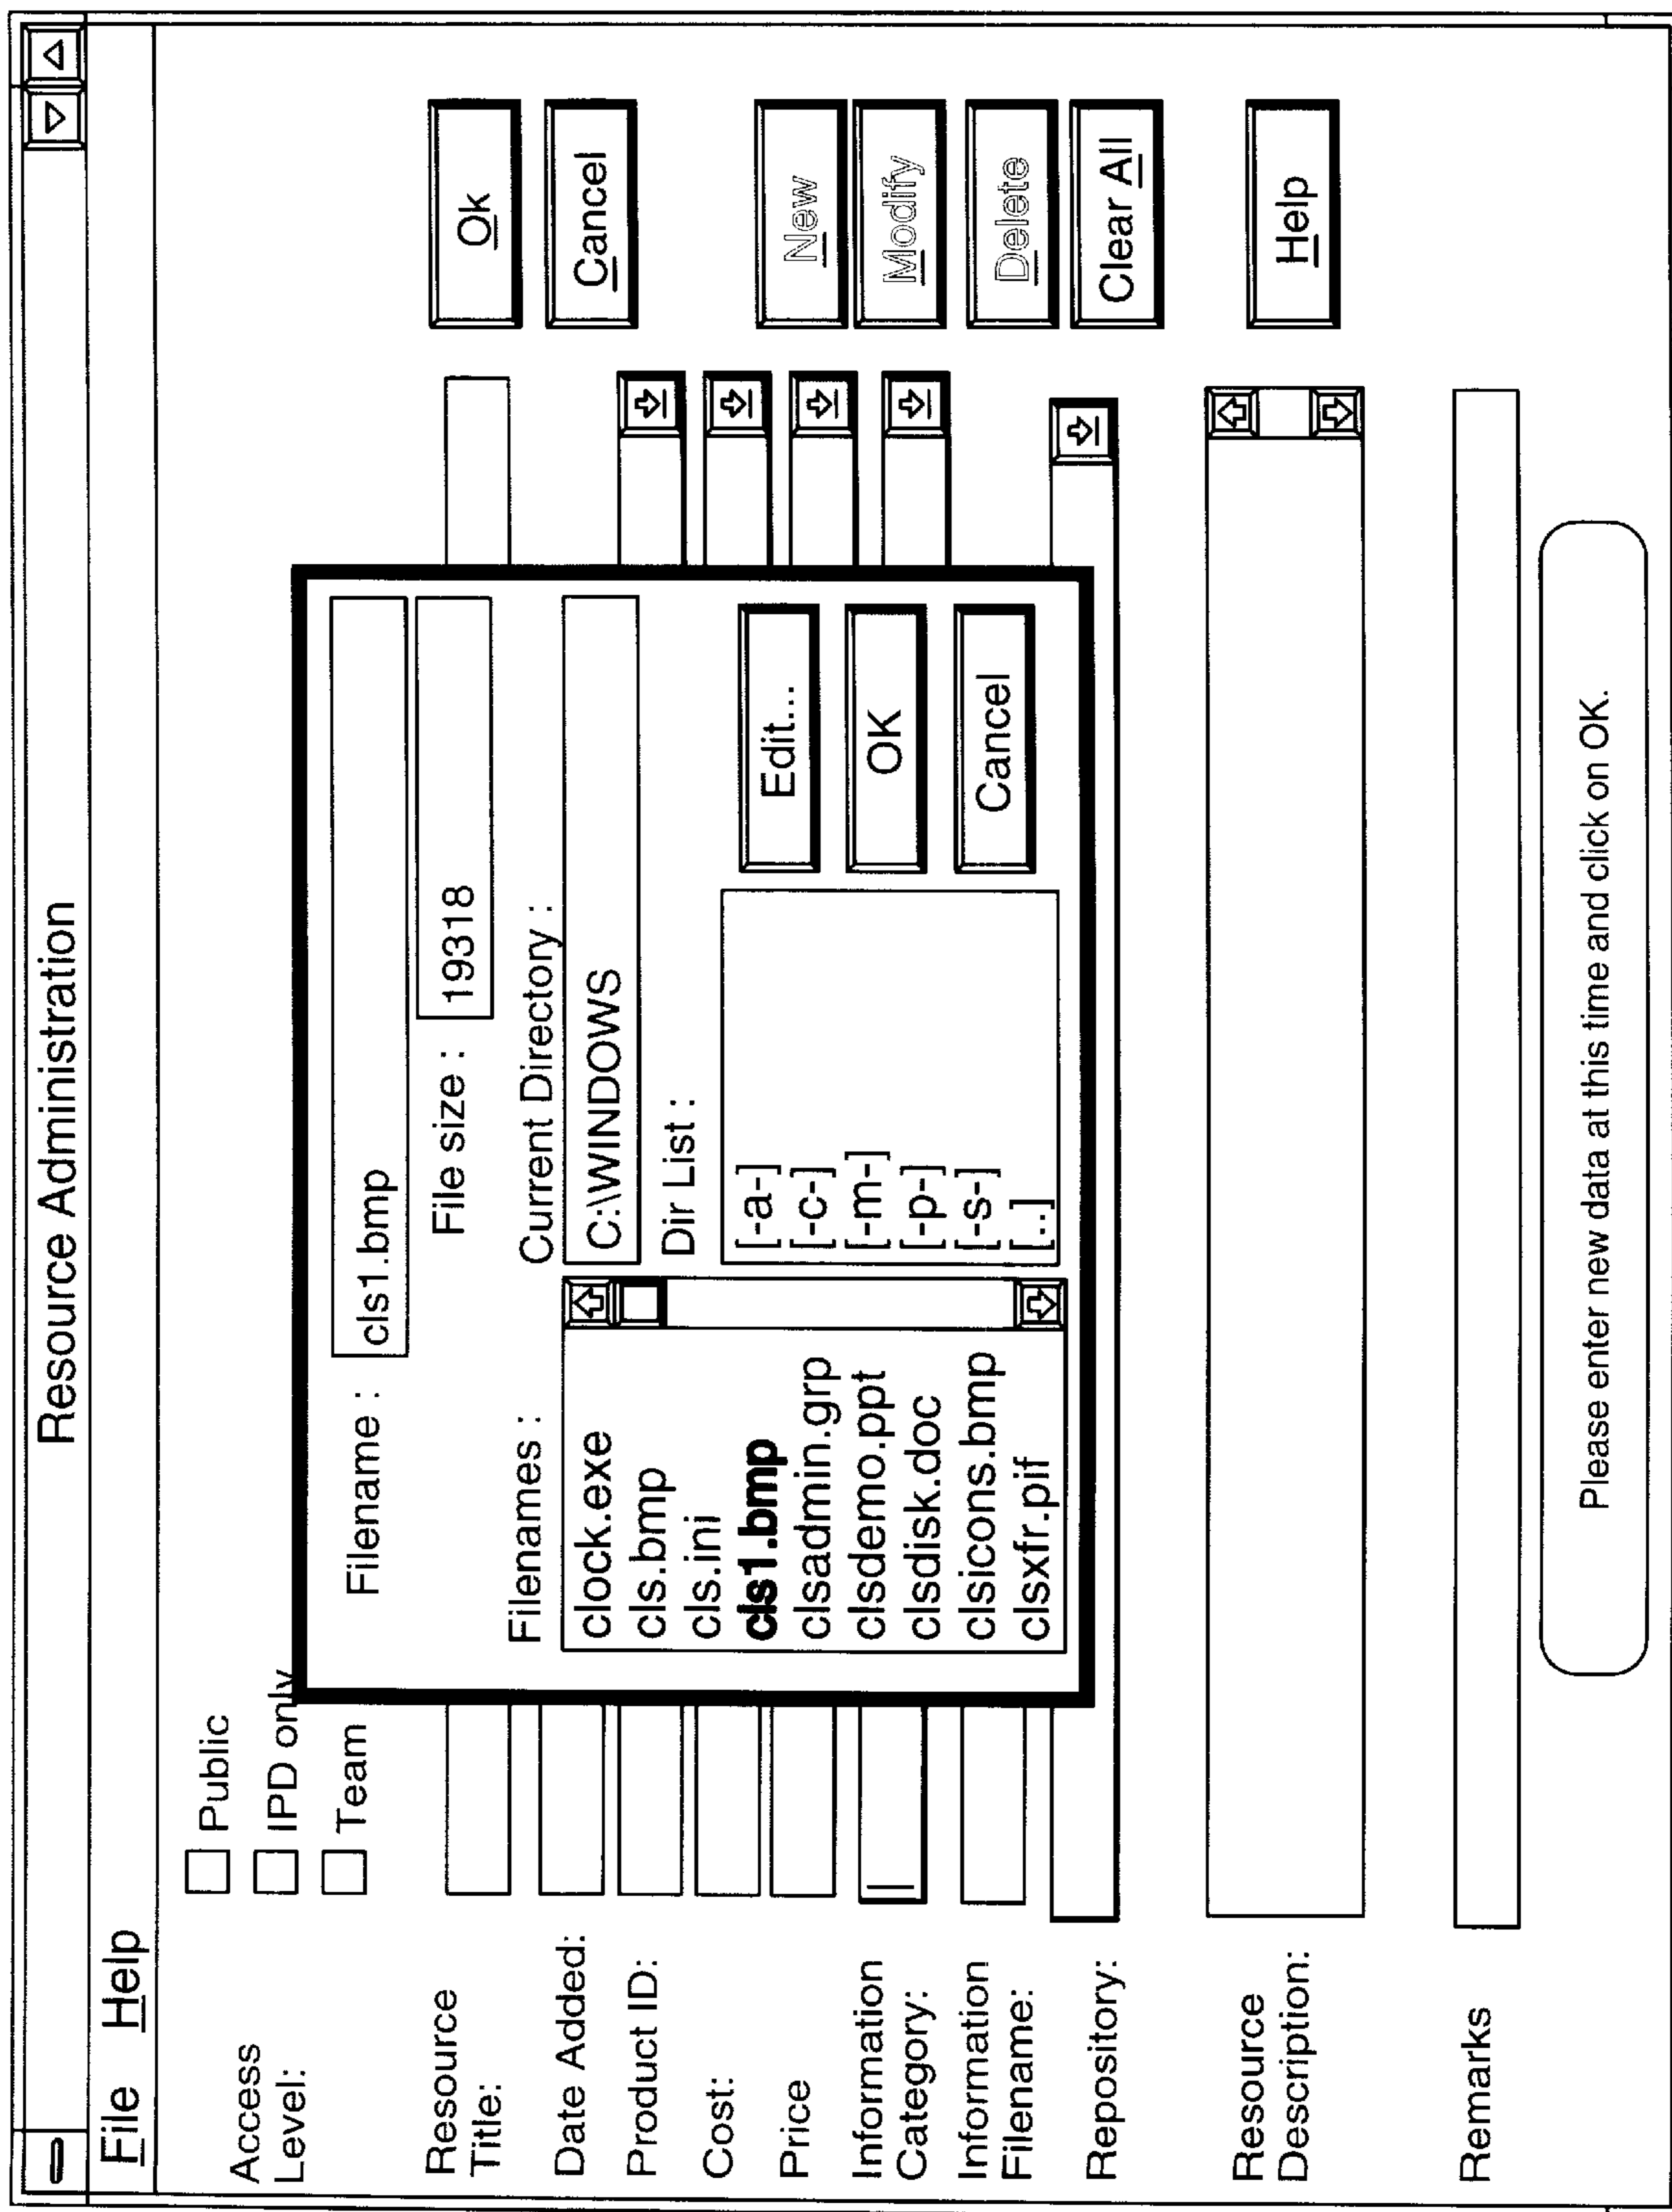 Resource Administration
File Help
Access
Level:
Public
IPD only
Team
Resource
Title:
Date Added:
Product ID:
Cost:
Price
Information
Category:
Information
Filename:
Repository:
Resource
Description:
Remarks
Filename :
cls1.bmp
File size :
19318
Filenames :
clock.exe
cls.bmp
cls.ini
cls1.bmp
clsadmin.grp
clsdemo.ppt
clsdisk.doc
clsicons.bmp
clsxfr.pif
Current Directory :
C:\WINDOWS
Dir List :
[-a-]
[-c-]
[-m-]
[-p-]
[-s-]
[..]
Edit...
OK
Cancel
Ok
Cancel
New
Modify
Delete
Clear All
Help
Please enter new data at this time and click on OK.